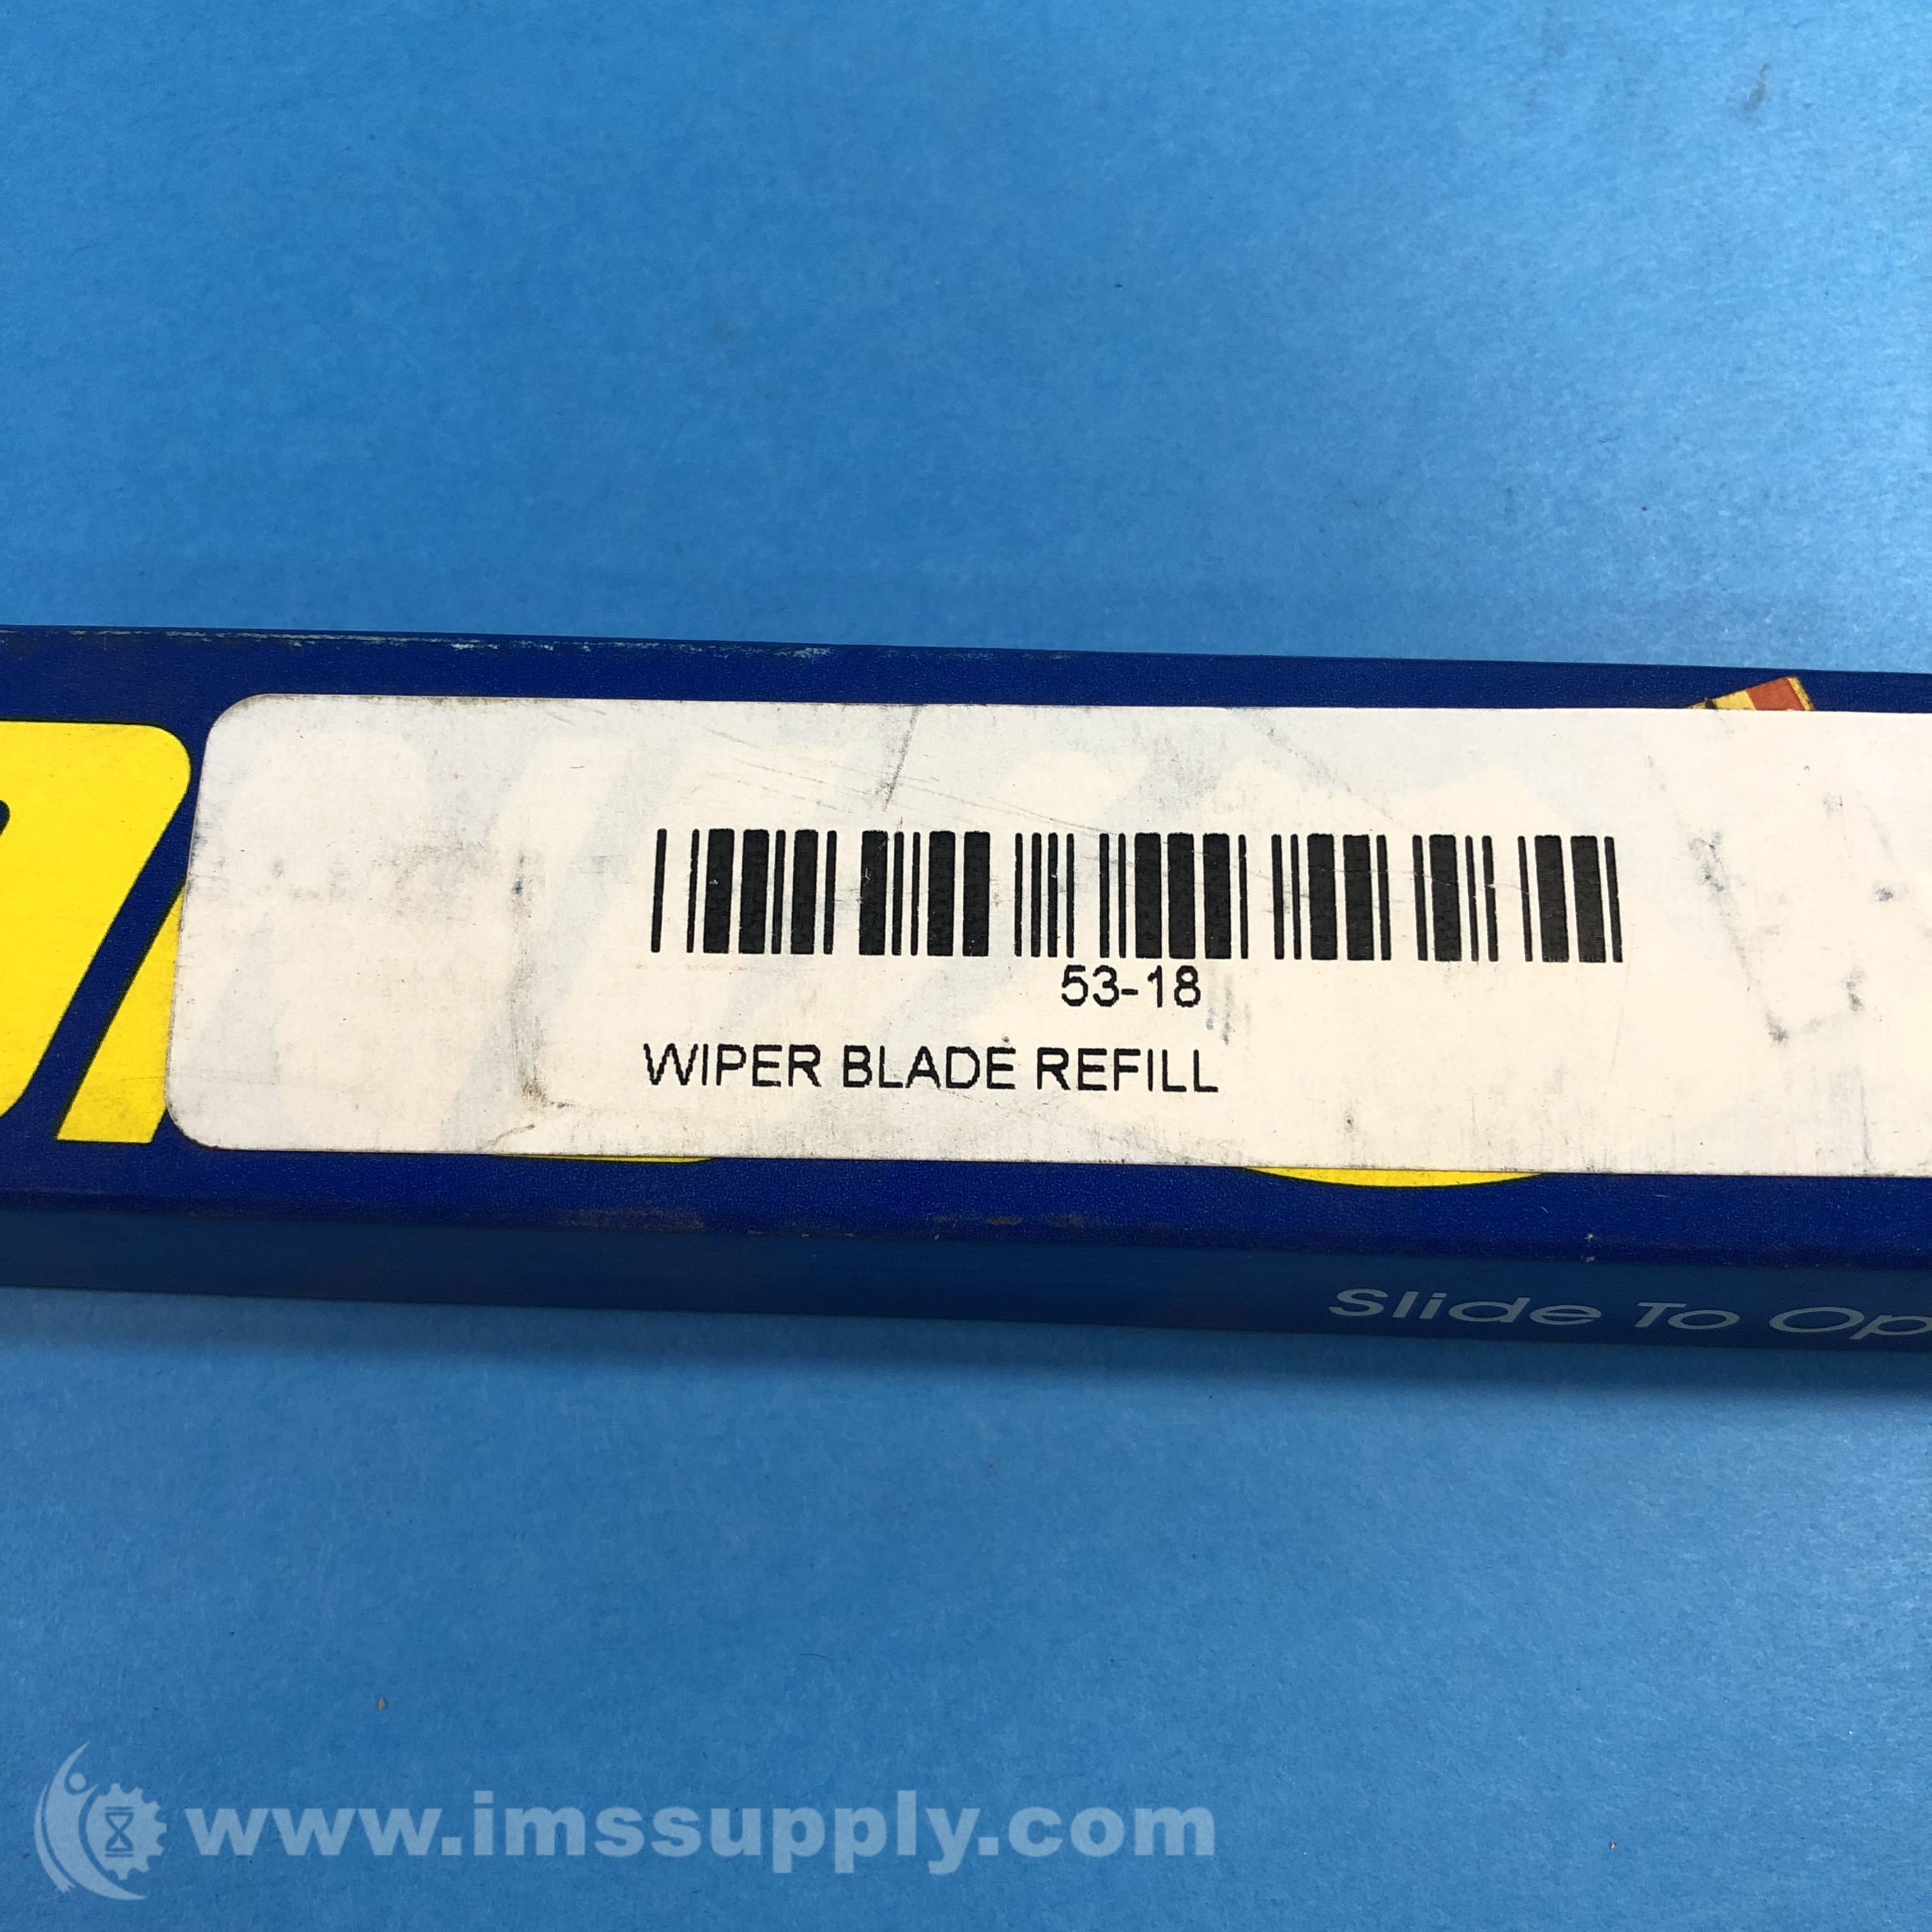 53-18
WIPER BLADE REFILL
Slide To Op
www.imssupply.com